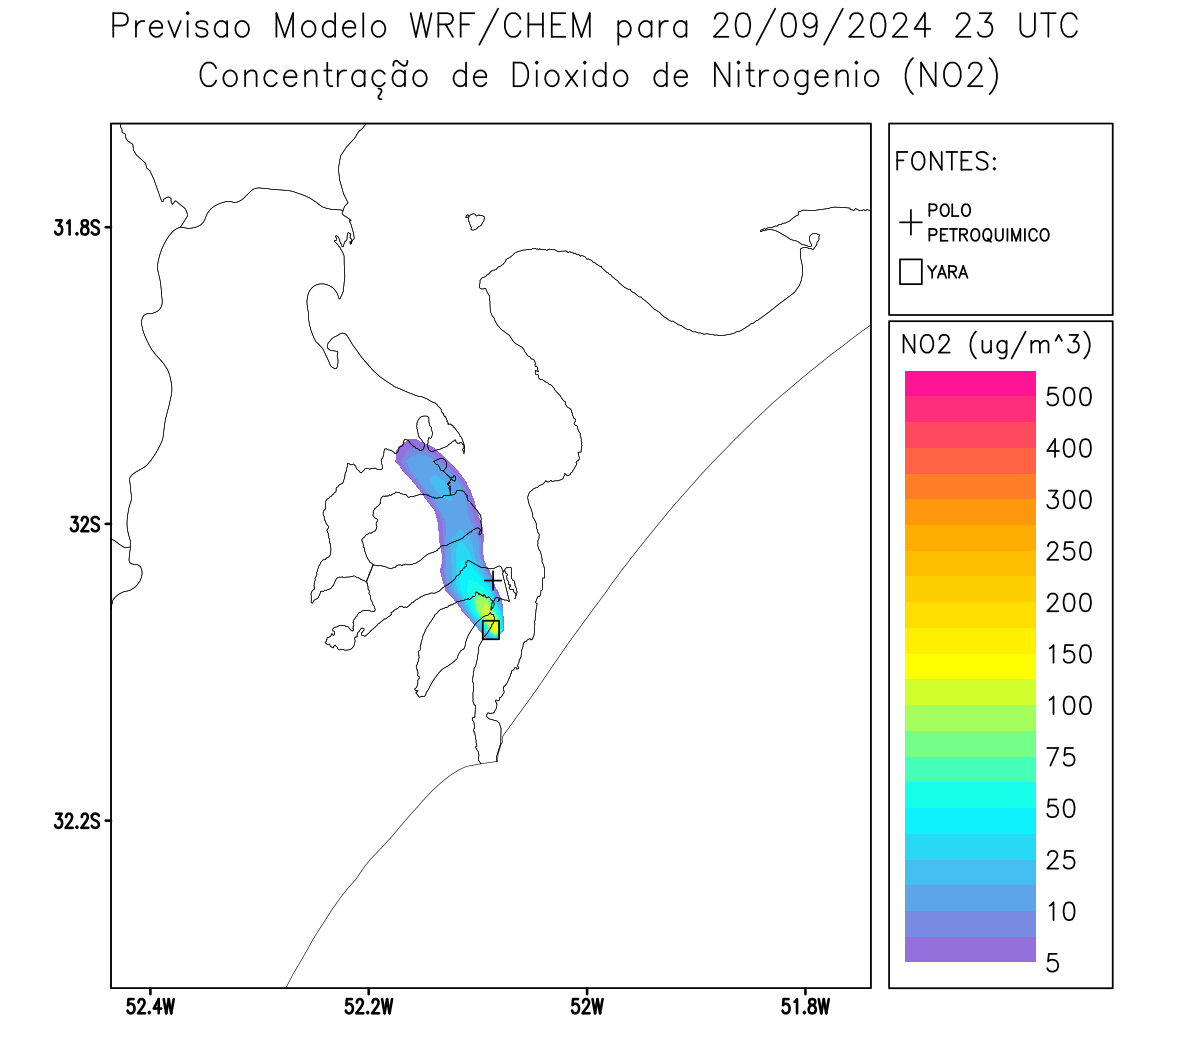 Previsao Modelo WRF/CHEM para 20/09/2024 23 UTC
Concentração de Dioxido de Nitrogenio (NO2)
FONTES:
POLO
PETROQUIMICO
YARA
NO2 (ug/m^3)
500
400
300
250
200
150
100
75
50
25
10
5
31.8S
32S
32.2S
52.4W
52.2W
52W
51.8W